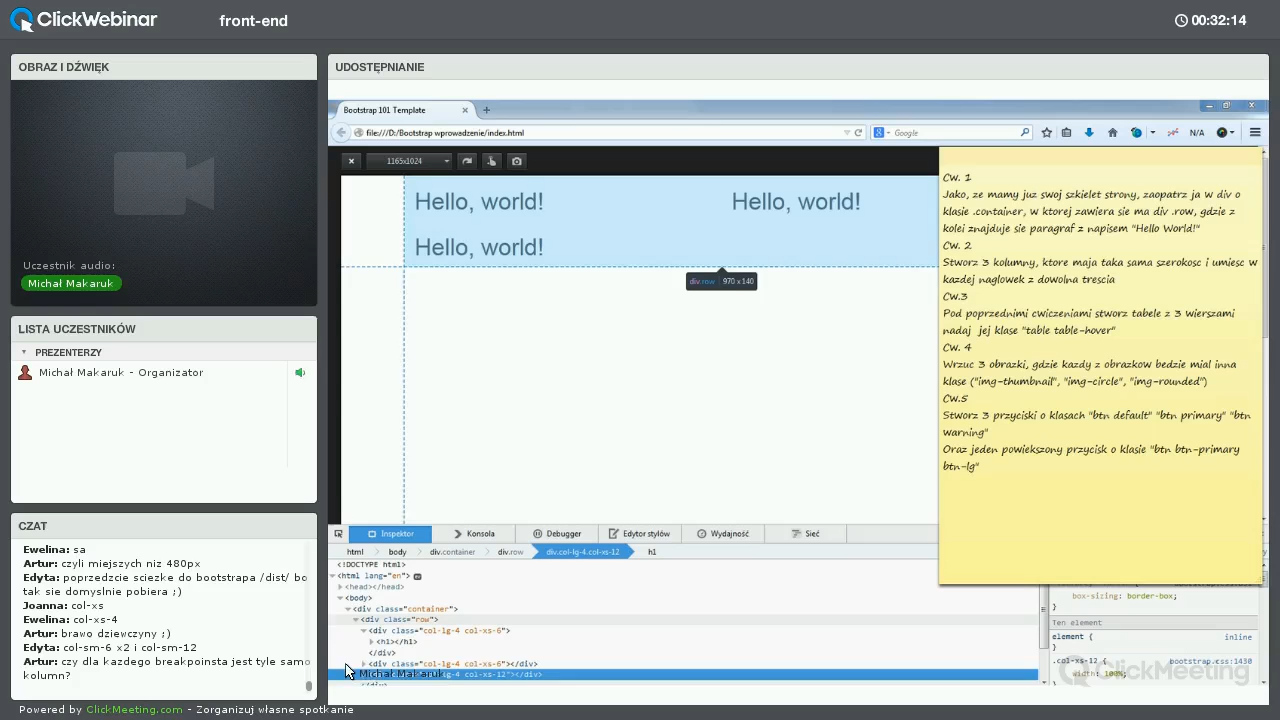 ClickWebinar
front-end
00:32:14
OBRAZ I DŹWIĘK
Uczestnik audio:
Michał Makaruk
LISTA UCZESTNIKÓW
PREZENTERZY
Michał Makaruk - Organizator
CZAT
Ewelina: sa
Artur: czyli miejszych niz 480px
Edyta: popraw sciezke do bootstrapa /dist/ bo
tak sie domyslnie pobiera ;)
Joanna: col-xs
Ewelina: col-xs-4
Artur: brawo dziewczyny ;)
Edyta: col-sm-6 x2 i col-sm-12
Artur: czy dla kazdego breakpoinsta jest tyle samo
kolumn?
Powered by ClickMeeting.com - Zorganizuj własne spotkanie
UDOSTĘPNIANIE
Bootstrap 101 Template
file:///D:/Bootstrap wprowadzenie/index.html
Google
N/A
1165x1024
Hello, world!
Hello, world!
Hello, world!
div.row 970 x 140
Cw. 1
Jako, ze mamy juz swoj szkielet strony, zaopatrz ja w div o
klasie .container, w ktorej zawiera sie ma div .row, gdzie z
kolei znajduje sie paragraf z napisem "Hello World!"
Cw. 2
Stworz 3 kolumny, ktore maja taka sama szerokosc i umiesc w
kazdej naglowek z dowolna trescia
Cw.3
Pod poprzednimi cwiczeniami stworz tabele z 3 wierszami
nadaj jej klase "table table-hover"
Cw. 4
Wrzuc 3 obrazki, gdzie kazdy z obrazkow bedzie mial inna
klase ("img-thumbnail", "img-circle", "img-rounded")
Cw.5
Stworz 3 przyciski o klasach "btn default" "btn primary" "btn
warning"
Oraz jeden powiekszony przycisk o klasie "btn btn-primary
btn-lg"
Inspektor
Konsola
Debugger
Edytor stylów
Wydajność
Sieć
html body div.container div.row div.col-lg-4.col-xs-12 h1
<!DOCTYPE html>
<html lang="en">
<head></head>
<body>
<div class="container">
<div class="row">
<div class="col-lg-4 col-xs-6">
<h1></h1>
</div>
<div class="col-lg-4 col-xs-6"></div>
col-xs-12"></div>
Michał Makaruk
box-sizing: border-box;
}
Ten element
element { inline
}
.col-xs-12 { bootstrap.css:1430
width: 100%;
ClickMeeting